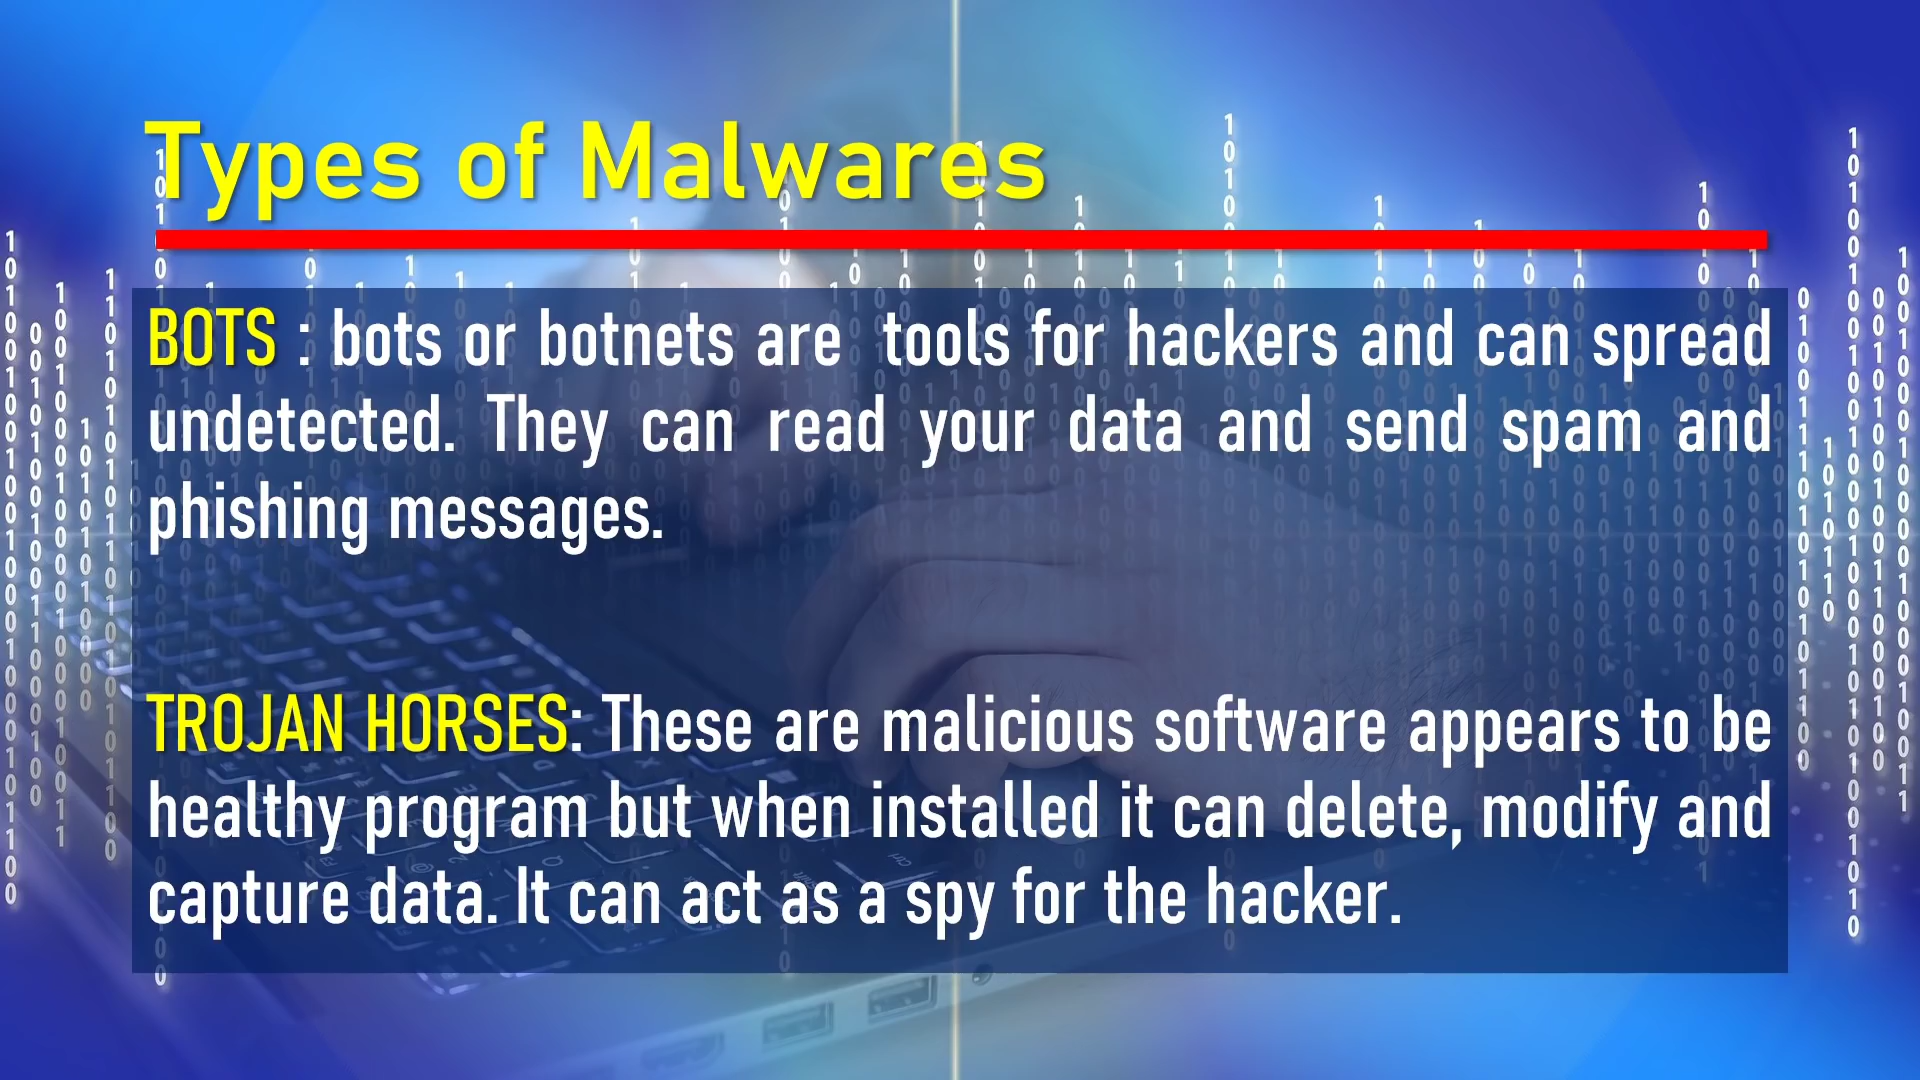 Types of Malwares
BOTS : bots or botnets are tools for hackers and can spread
undetected. They can read your data and send spam and
phishing messages.
TROJAN HORSES: These are malicious software appears to be
healthy program but when installed it can delete, modify and
capture data. It can act as a spy for the hacker.